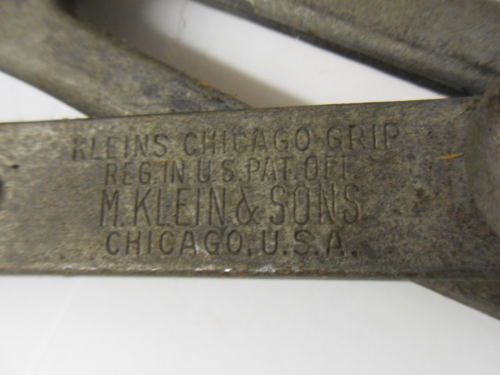 KLEINS CHICAGO GRIP
REG. IN U.S. PAT. OFF.
M. KLEIN & SONS
CHICAGO, U.S.A.